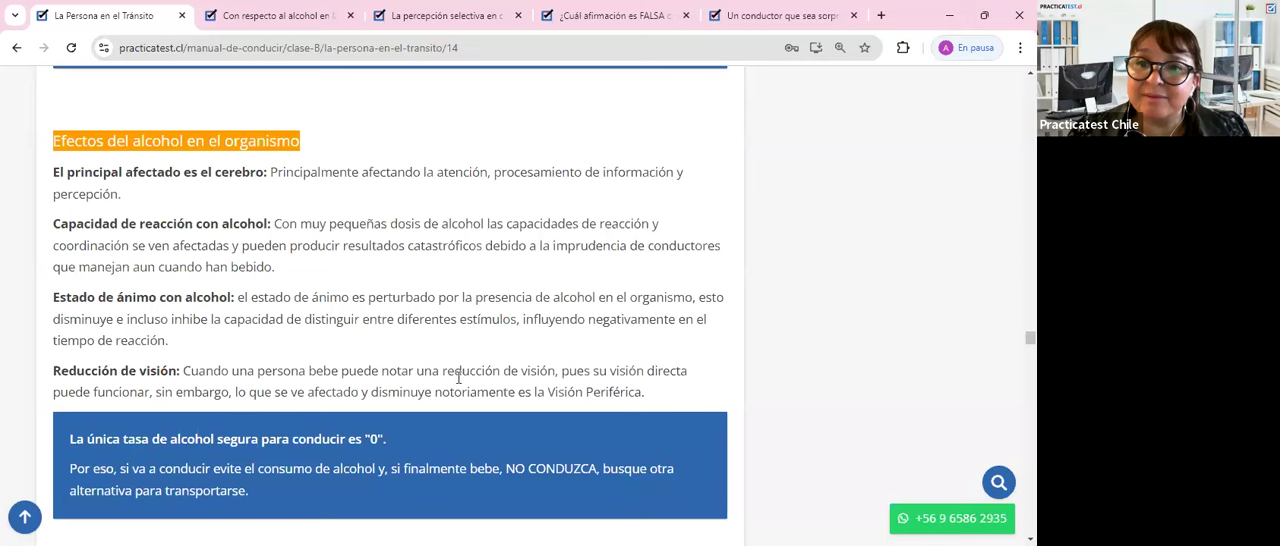 La Persona en el Tránsito
Con respecto al alcohol en l
La percepción selectiva en c
¿Cuál afirmación es FALSA c
Un conductor que sea sorpr
practicatest.cl/manual-de-conducir/clase-B/la-persona-en-el-transito/14
A En pausa
PRACTICATEST.cl
Practicatest Chile
Efectos del alcohol en el organismo
El principal afectado es el cerebro: Principalmente afectando la atención, procesamiento de información y
percepción.
Capacidad de reacción con alcohol: Con muy pequeñas dosis de alcohol las capacidades de reacción y
coordinación se ven afectadas y pueden producir resultados catastróficos debido a la imprudencia de conductores
que manejan aun cuando han bebido.
Estado de ánimo con alcohol: el estado de ánimo es perturbado por la presencia de alcohol en el organismo, esto
disminuye e incluso inhibe la capacidad de distinguir entre diferentes estímulos, influyendo negativamente en el
tiempo de reacción.
Reducción de visión: Cuando una persona bebe puede notar una reducción de visión, pues su visión directa
puede funcionar, sin embargo, lo que se ve afectado y disminuye notoriamente es la Visión Periférica.
La única tasa de alcohol segura para conducir es "0".
Por eso, si va a conducir evite el consumo de alcohol y, si finalmente bebe, NO CONDUZCA, busque otra
alternativa para transportarse.
+56 9 6586 2935